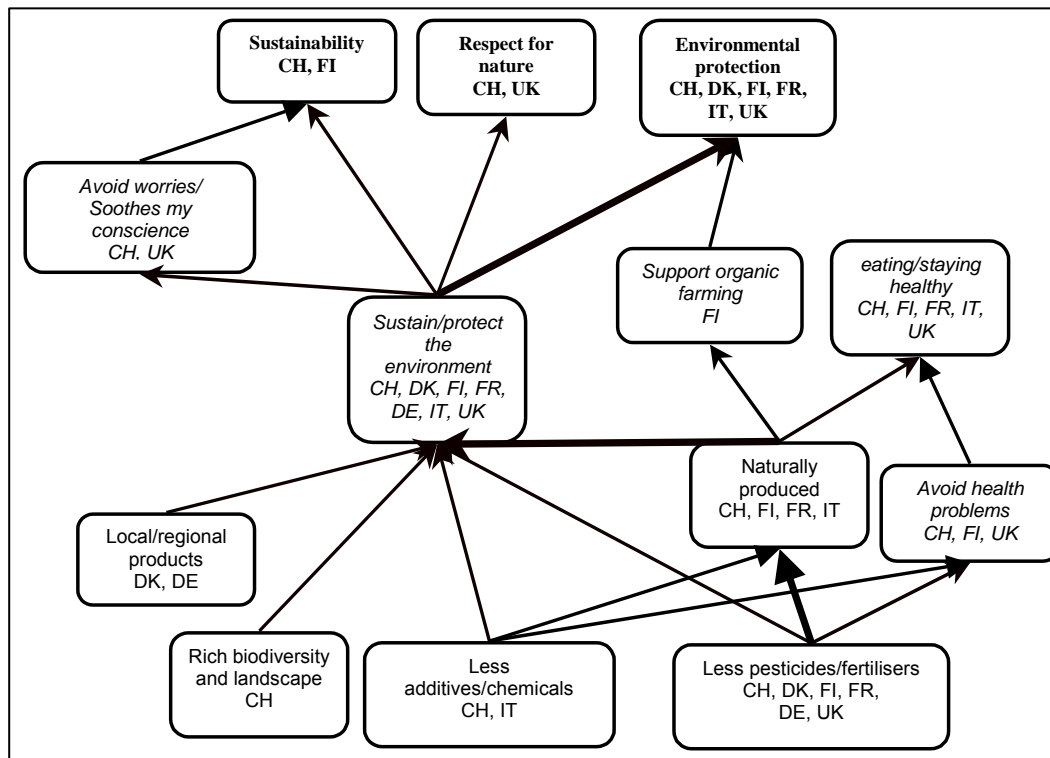 Sustainability
CH, FI
Respect for
nature
CH, UK
Environmental
protection
CH, DK, FI, FR,
IT, UK
Avoid worries/
Soothes my
conscience
CH, UK
Support organic
farming
FI
eating/staying
healthy
CH, FI, FR, IT,
UK
Sustain/protect
the
environment
CH, DK, FI, FR,
DE, IT, UK
Naturally
produced
CH, FI, FR, IT
Avoid health
problems
CH, FI, UK
Local/regional
products
DK, DE
Rich biodiversity
and landscape
CH
Less
additives/chemicals
CH, IT
Less pesticides/fertilisers
CH, DK, FI, FR,
DE, UK